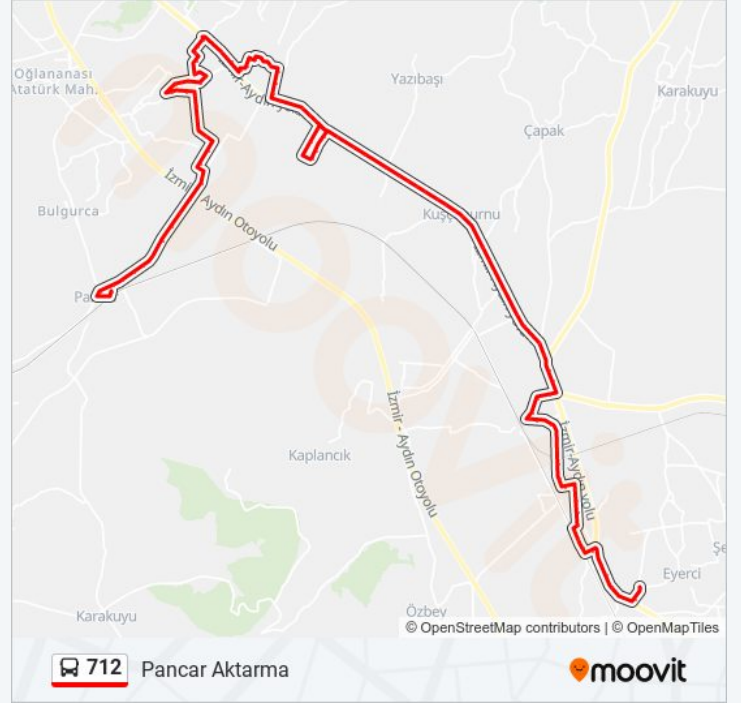 Oğlananası
Atatürk Mah.
Yazıbaşı
Karakuyu
Çapak
Bulgurca
İzmir - Aydın Otoyolu
Kaplancık
İzmir - Aydın Otoyolu
İzmir-Aydın yolu
Eyerci
Karakuyu
Özbey
© OpenStreetMap contributors | © OpenMapTiles
712 Pancar Aktarma
moovit